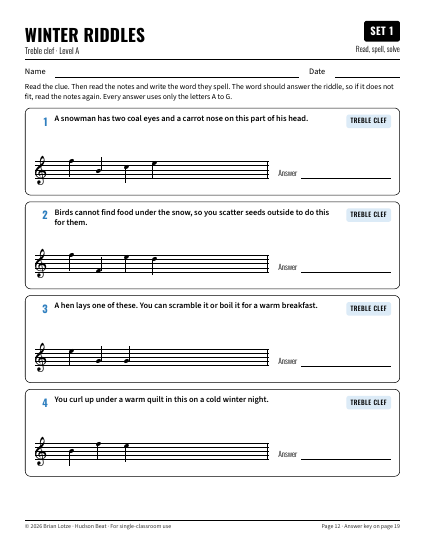 WINTER RIDDLES
SET 1
Treble clef · Level A
Read, spell, solve
Name
Date
Read the clue. Then read the notes and write the word they spell. The word should answer the riddle, so if it does not
fit, read the notes again. Every answer uses only the letters A to G.
1 A snowman has two coal eyes and a carrot nose on this part of his head.
TREBLE CLEF
Answer
2 Birds cannot find food under the snow, so you scatter seeds outside to do this
for them.
TREBLE CLEF
Answer
3 A hen lays one of these. You can scramble it or boil it for a warm breakfast.
TREBLE CLEF
Answer
4 You curl up under a warm quilt in this on a cold winter night.
TREBLE CLEF
Answer
© 2026 Brian Lotze · Hudson Beat · For single-classroom use
Page 12 · Answer key on page 19